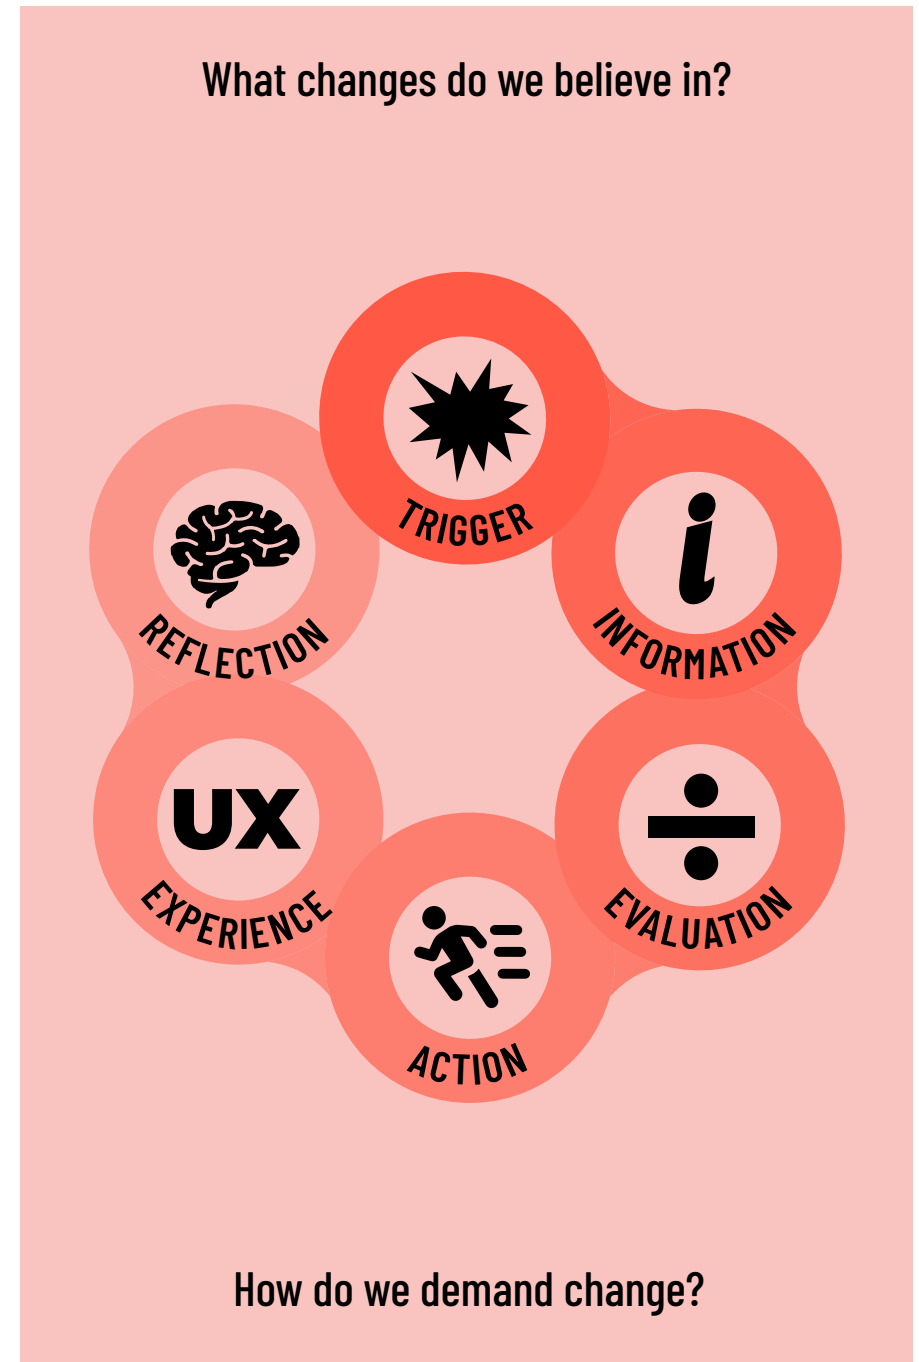 What changes do we believe in?
TRIGGER
i
INFORMATION
EVALUATION
ACTION
UX
EXPERIENCE
REFLECTION
How do we demand change?